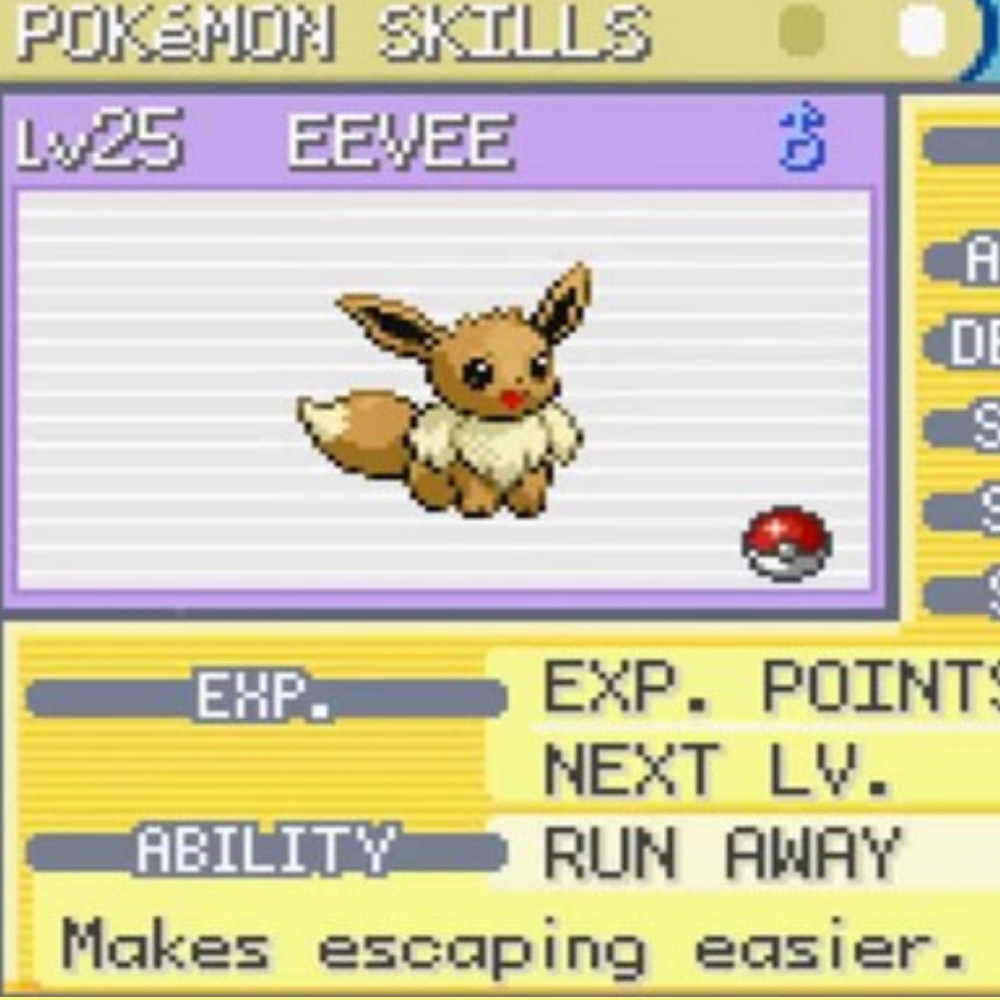 POKéMON SKILLS
Lv25 EEVEE ♂
EXP.
EXP. POINTS
NEXT LV.
ABILITY
RUN AWAY
Makes escaping easier.